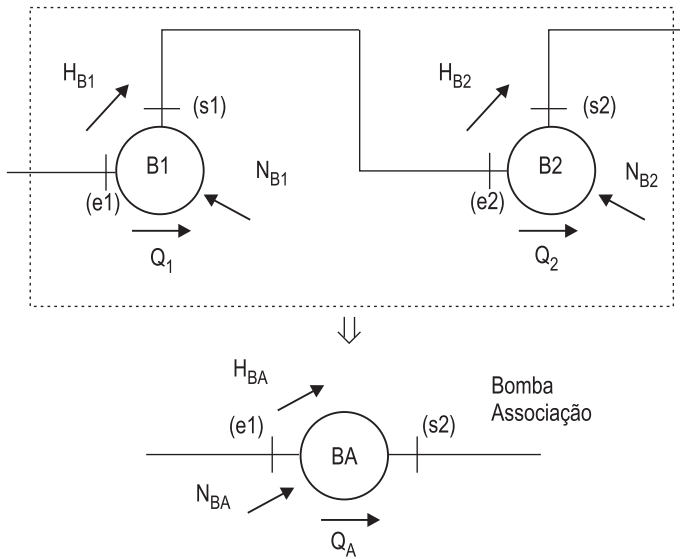 H_B1
(s1)
H_B2
(s2)
B1
N_B1
B2
N_B2
(e1)
(e2)
Q_1
Q_2
H_BA
Bomba
Associação
(e1)
(s2)
BA
N_BA
Q_A